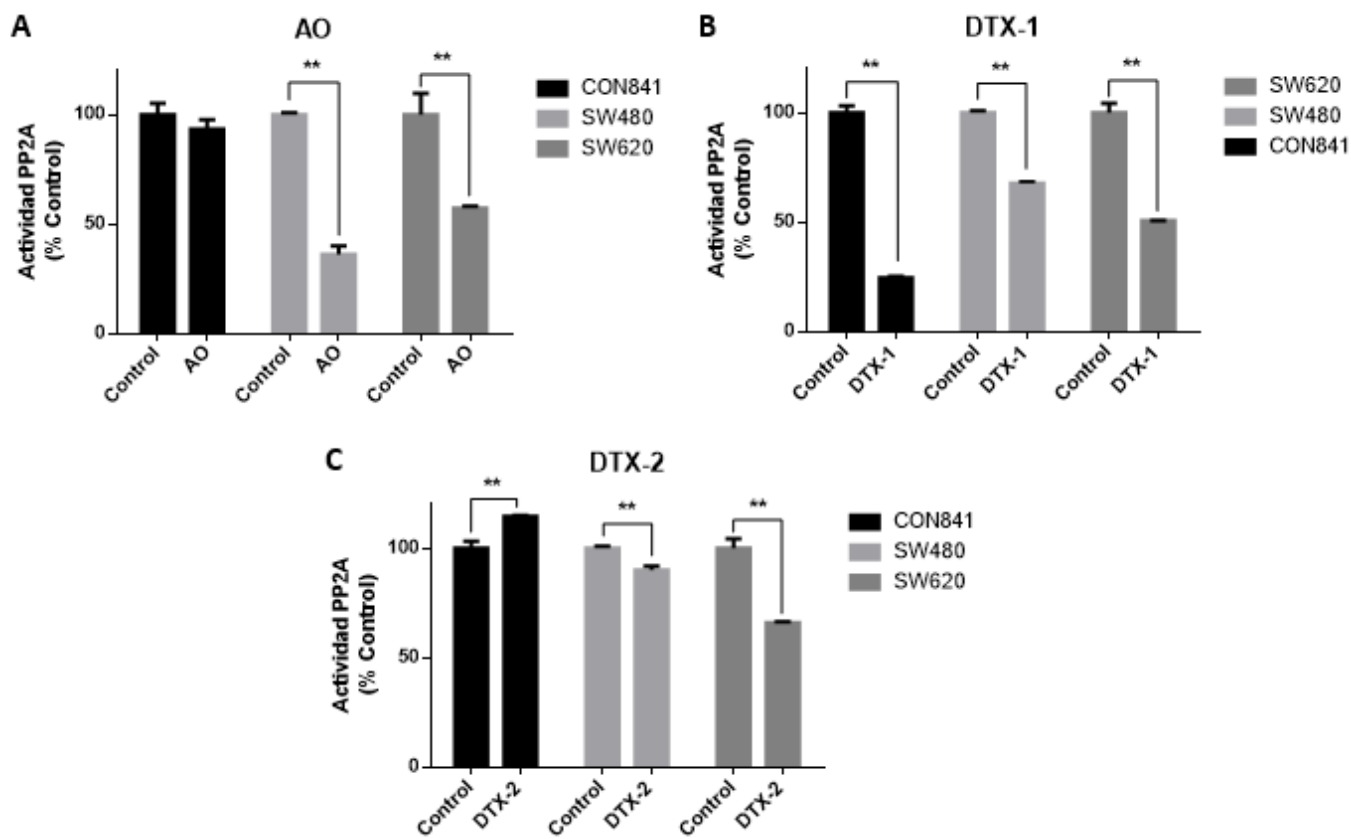 A
AO
**
**
CON841
SW480
SW620
Actividad PP2A
(% Control)
100
50
0
Control
AO
Control
AO
Control
AO
B
DTX-1
**
**
**
SW620
SW480
CON841
Actividad PP2A
(% Control)
100
50
0
Control
DTX-1
Control
DTX-1
Control
DTX-1
C
DTX-2
**
**
**
CON841
SW480
SW620
Actividad PP2A
(% Control)
100
50
0
Control
DTX-2
Control
DTX-2
Control
DTX-2